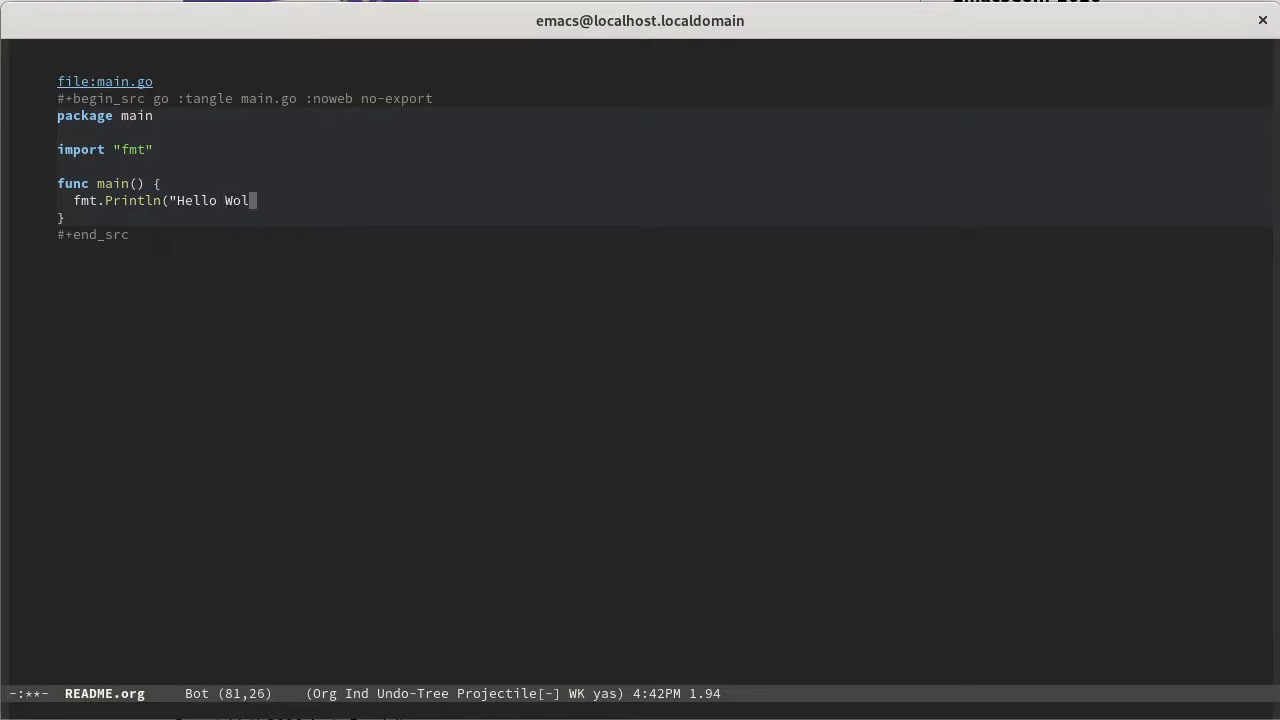 emacs@localhost.localdomain
file:main.go
#+begin_src go :tangle main.go :noweb no-export
package main
import "fmt"
func main() {
fmt.Println("Hello Wol
}
#+end_src
-:**- README.org Bot (81,26) (Org Ind Undo-Tree Projectile[-] WK yas) 4:42PM 1.94